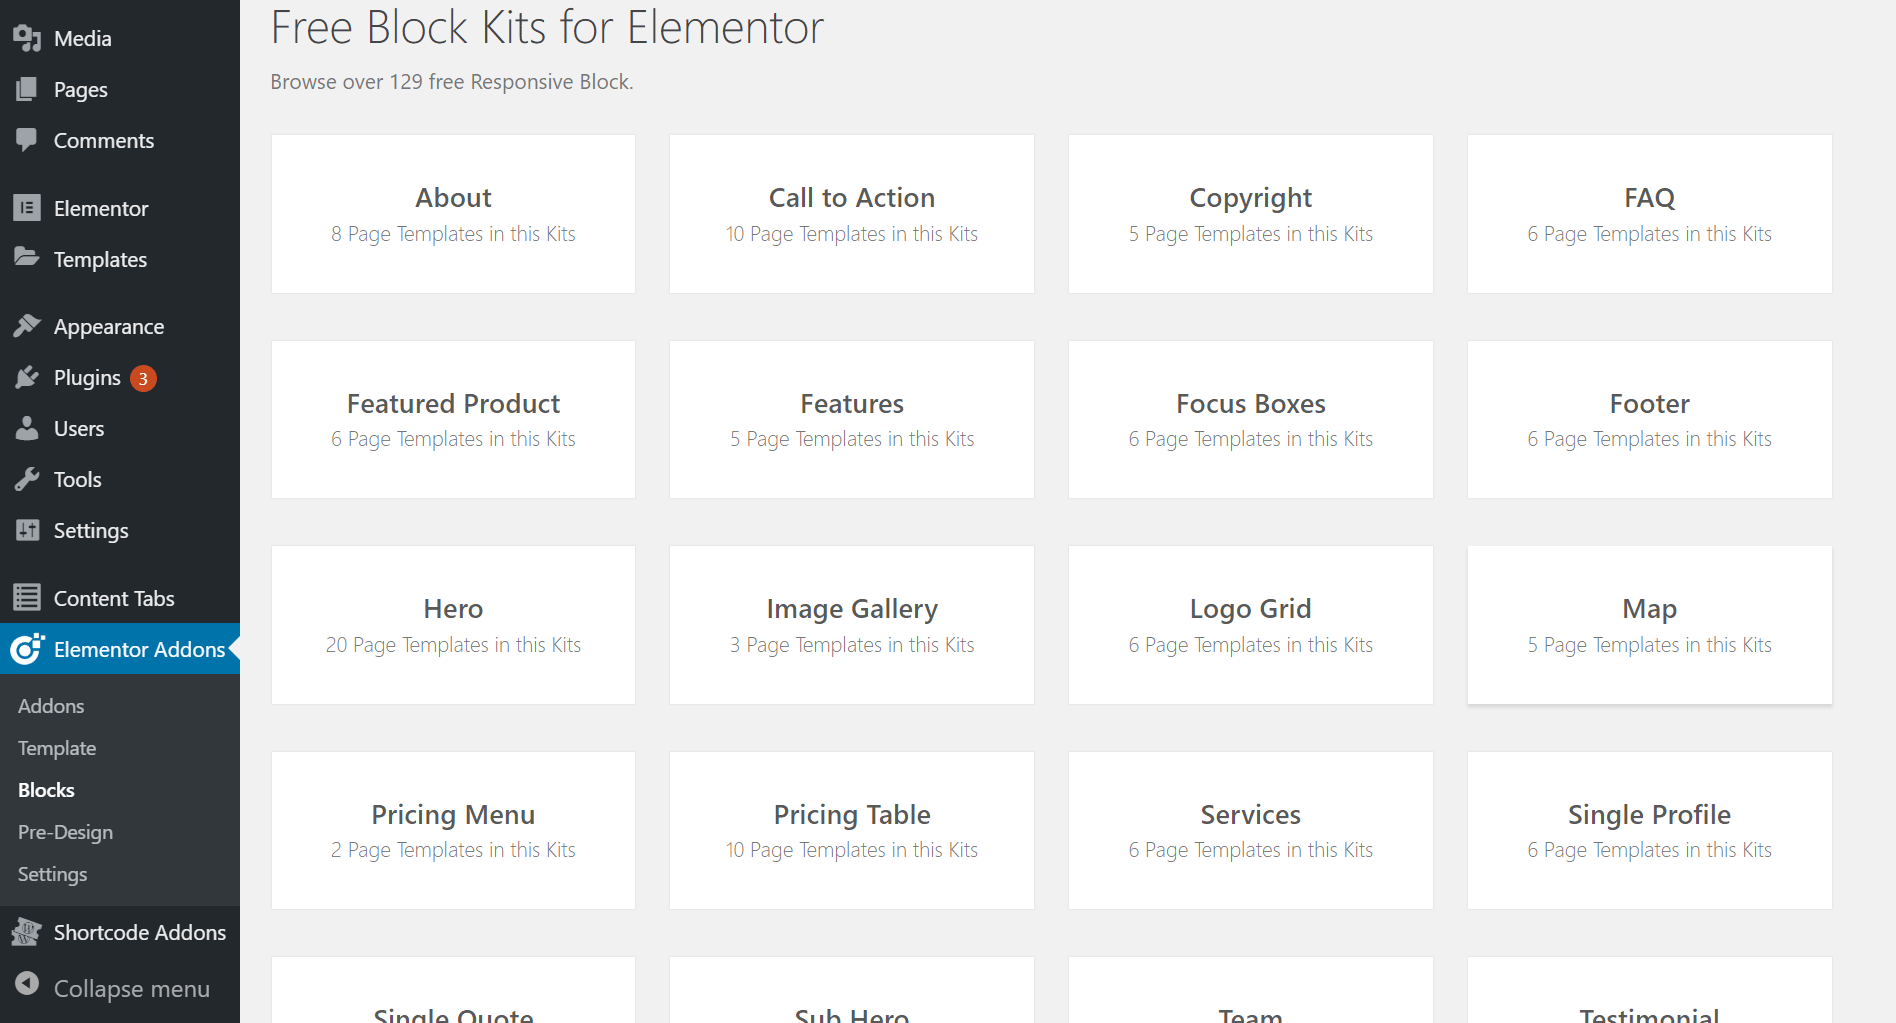 Media
Pages
Comments
Elementor
Templates
Appearance
Plugins 3
Users
Tools
Settings
Content Tabs
Elementor Addons
Addons
Template
Blocks
Pre-Design
Settings
Shortcode Addons
Collapse menu
Free Block Kits for Elementor
Browse over 129 free Responsive Block.
About
8 Page Templates in this Kits
Call to Action
10 Page Templates in this Kits
Copyright
5 Page Templates in this Kits
FAQ
6 Page Templates in this Kits
Featured Product
6 Page Templates in this Kits
Features
5 Page Templates in this Kits
Focus Boxes
6 Page Templates in this Kits
Footer
6 Page Templates in this Kits
Hero
20 Page Templates in this Kits
Image Gallery
3 Page Templates in this Kits
Logo Grid
6 Page Templates in this Kits
Map
5 Page Templates in this Kits
Pricing Menu
2 Page Templates in this Kits
Pricing Table
10 Page Templates in this Kits
Services
6 Page Templates in this Kits
Single Profile
6 Page Templates in this Kits
Single Quote
Sub Hero
Team
Testimonial